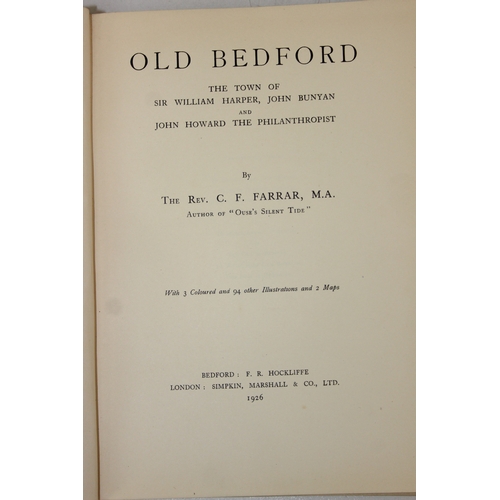 OLD BEDFORD
THE TOWN OF
SIR WILLIAM HARPER, JOHN BUNYAN
AND
JOHN HOWARD THE PHILANTHROPIST
By
THE REV. C. F. FARRAR, M.A.
AUTHOR OF "OUSE'S SILENT TIDE"
With 3 Coloured and 94 other Illustrations and 2 Maps
BEDFORD: F. R. HOCKLIFFE
LONDON: SIMPKIN, MARSHALL & CO., LTD.
1926